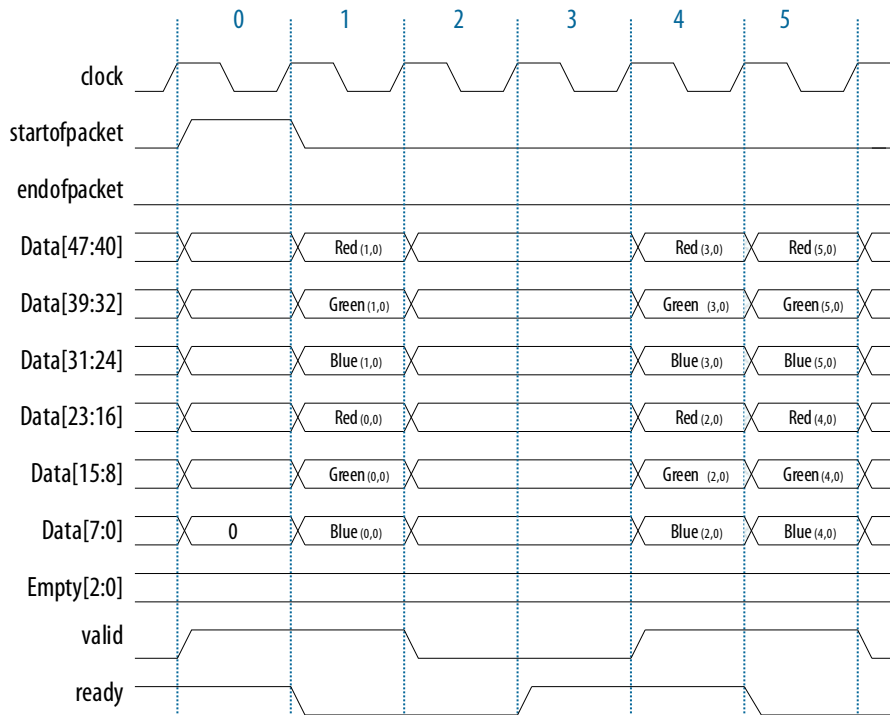 0 1 2 3 4 5
clock
startofpacket
endofpacket
Data[47:40] Red (1,0) Red (3,0) Red (5,0)
Data[39:32] Green (1,0) Green (3,0) Green (5,0)
Data[31:24] Blue (1,0) Blue (3,0) Blue (5,0)
Data[23:16] Red (0,0) Red (2,0) Red (4,0)
Data[15:8] Green (0,0) Green (2,0) Green (4,0)
Data[7:0] 0 Blue (0,0) Blue (2,0) Blue (4,0)
Empty[2:0]
valid
ready